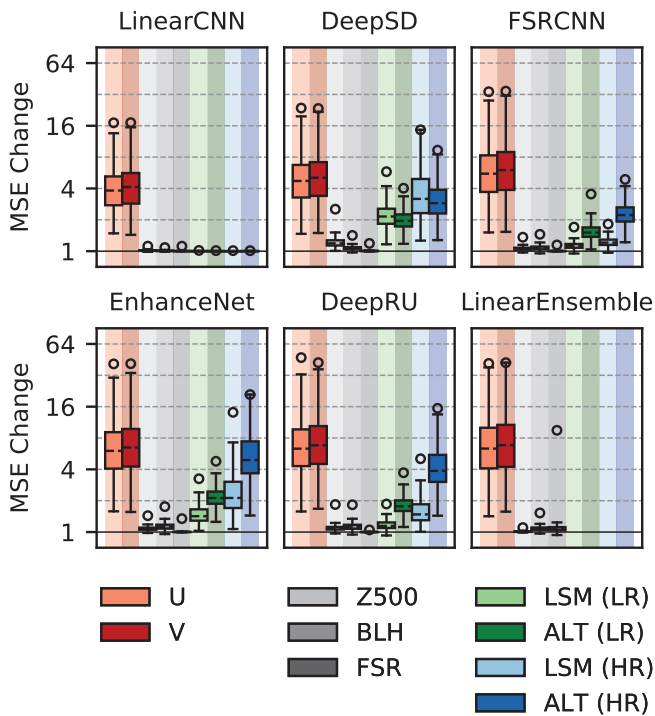 LinearCNN DeepSD FSRCNN
MSE Change
64
16
4
1
EnhanceNet DeepRU LinearEnsemble
MSE Change
64
16
4
1
U Z500 LSM (LR)
V BLH ALT (LR)
FSR LSM (HR)
ALT (HR)